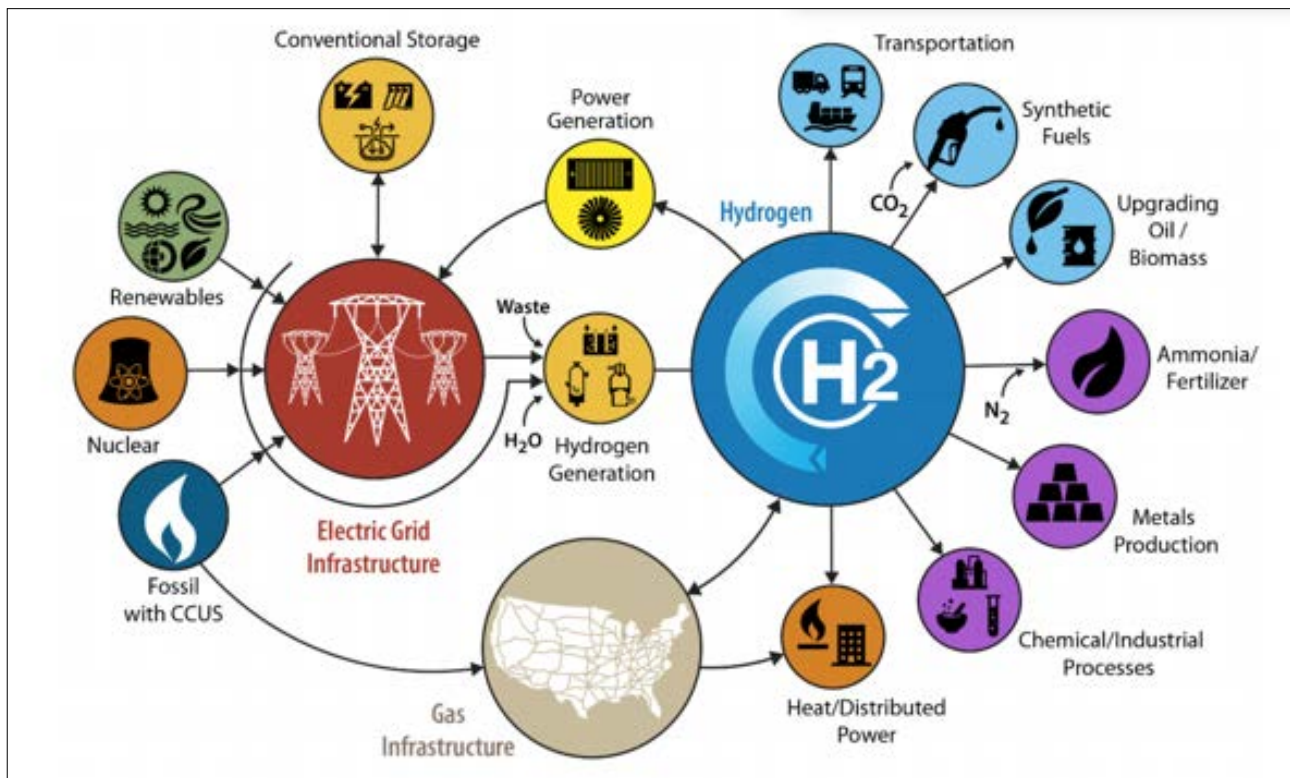 Conventional Storage
Transportation
Power
Generation
Synthetic
Fuels
CO₂
Hydrogen
Upgrading
Oil /
Biomass
Renewables
Waste
H2
Ammonia/
Fertilizer
N₂
Nuclear
H₂O
Hydrogen
Generation
Electric Grid
Infrastructure
Metals
Production
Fossil
with CCUS
Chemical/Industrial
Processes
Gas
Infrastructure
Heat/Distributed
Power